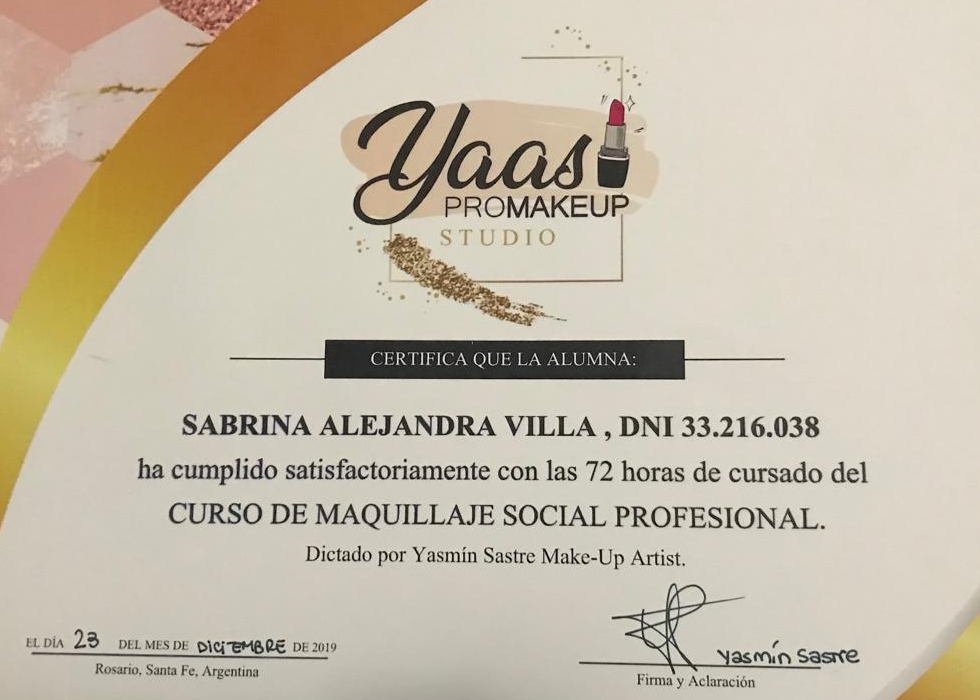 Yaas
PROMAKEUP
STUDIO
CERTIFICA QUE LA ALUMNA:
SABRINA ALEJANDRA VILLA , DNI 33.216.038
ha cumplido satisfactoriamente con las 72 horas de cursado del
CURSO DE MAQUILLAJE SOCIAL PROFESIONAL.
Dictado por Yasmín Sastre Make-Up Artist.
EL DÍA 23 DEL MES DE DICIEMBRE DE 2019
Rosario, Santa Fe, Argentina
Yasmín Sastre
Firma y Aclaración